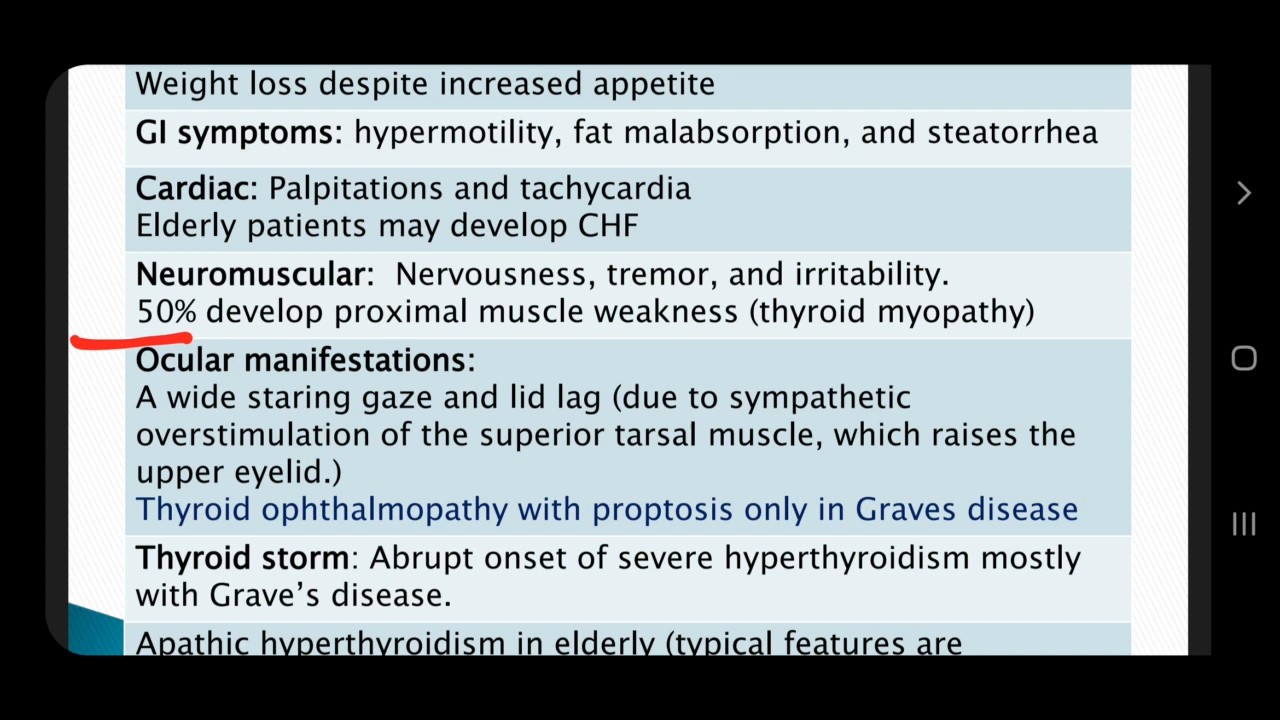 Weight loss despite increased appetite
GI symptoms: hypermotility, fat malabsorption, and steatorrhea
Cardiac: Palpitations and tachycardia
Elderly patients may develop CHF
Neuromuscular:  Nervousness, tremor, and irritability.
50% develop proximal muscle weakness (thyroid myopathy)
Ocular manifestations:
A wide staring gaze and lid lag (due to sympathetic
overstimulation of the superior tarsal muscle, which raises the
upper eyelid.)
Thyroid ophthalmopathy with proptosis only in Graves disease
Thyroid storm: Abrupt onset of severe hyperthyroidism mostly
with Grave’s disease.
Apathic hyperthyroidism in elderly (typical features are